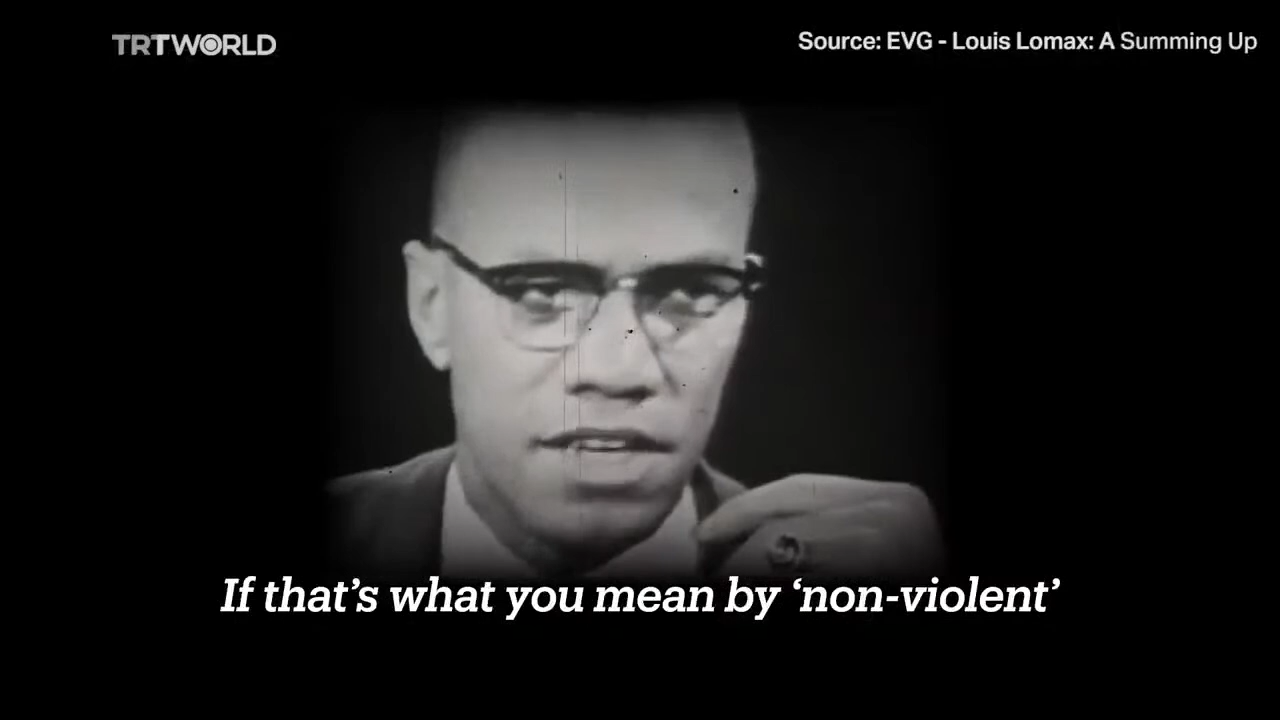 TRTWORLD
Source: EVG - Louis Lomax: A Summing Up
If that's what you mean by ‘non-violent’